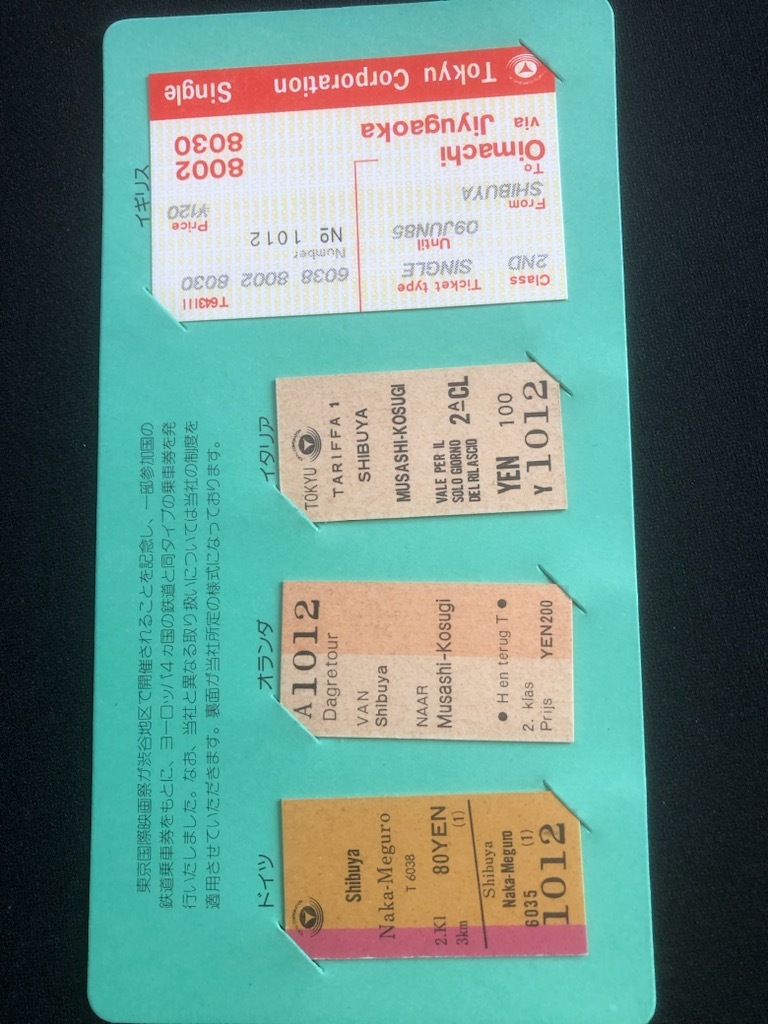 東京国際映画祭が渋谷地区で開催されることを記念し、一部参加国の
鉄道乗車券をもとに、ヨーロッパ4カ国の鉄道と同タイプの乗車券を発
行いたしました。なお、当社と異なる取り扱いについては当社の制度を
適用させていただきます。裏面が当社所定の様式になっております。
ドイツ
Shibuya
Naka-Meguro
T 6038
2.Kl 80YEN
3km (1)
Shibuya
Naka-Meguro
6035 (1)
1012
オランダ
A1012
Dagretour
VAN
Shibuya
NAAR
Musashi-Kosugi
● H en terug T ●
2. klas
Prijs YEN200
イタリア
TOKYU
TARIFFA 1
SHIBUYA
MUSASHI-KOSUGI
VALE PER IL
SOLO GIORNO
DEL RILASCIO
2ᴬCL
YEN 100
Y 1012
イギリス
T643111
Class Ticket type
2ND SINGLE 6038 8002 8030
Until Number
09JUN85 Nº 1012
From Price
SHIBUYA ¥120
To
Oimachi 8002
via Jiyugaoka 8030
Tokyu Corporation Single